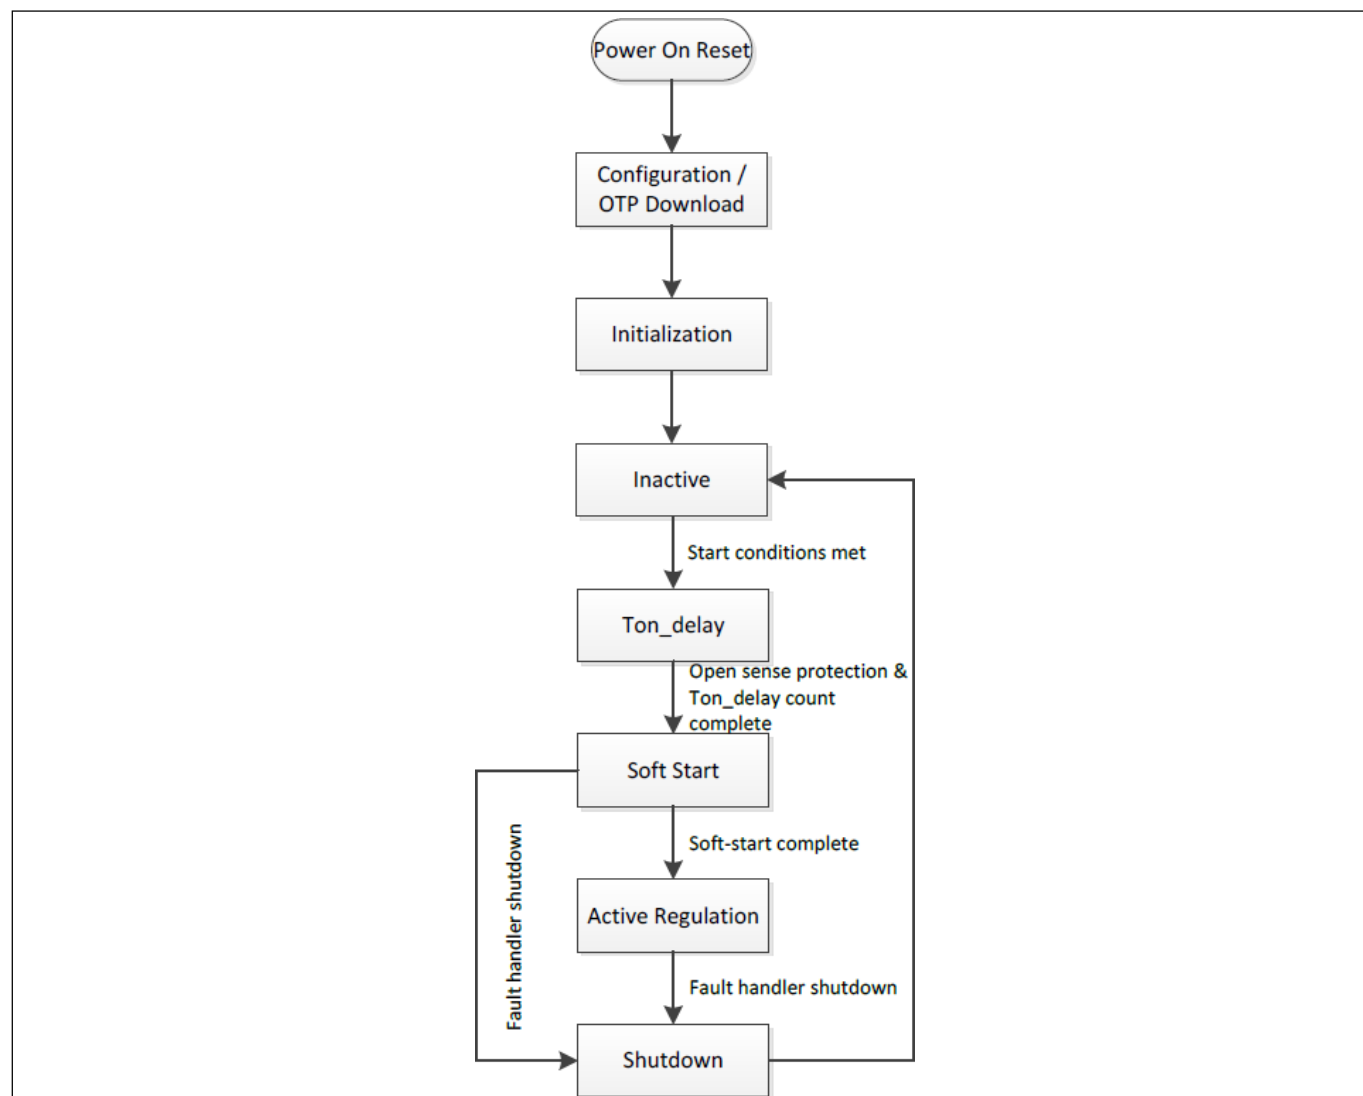 Power On Reset
Configuration /
OTP Download
Initialization
Inactive
Start conditions met
Ton_delay
Open sense protection &
Ton_delay count
complete
Soft Start
Soft-start complete
Fault handler shutdown
Active Regulation
Fault handler shutdown
Shutdown